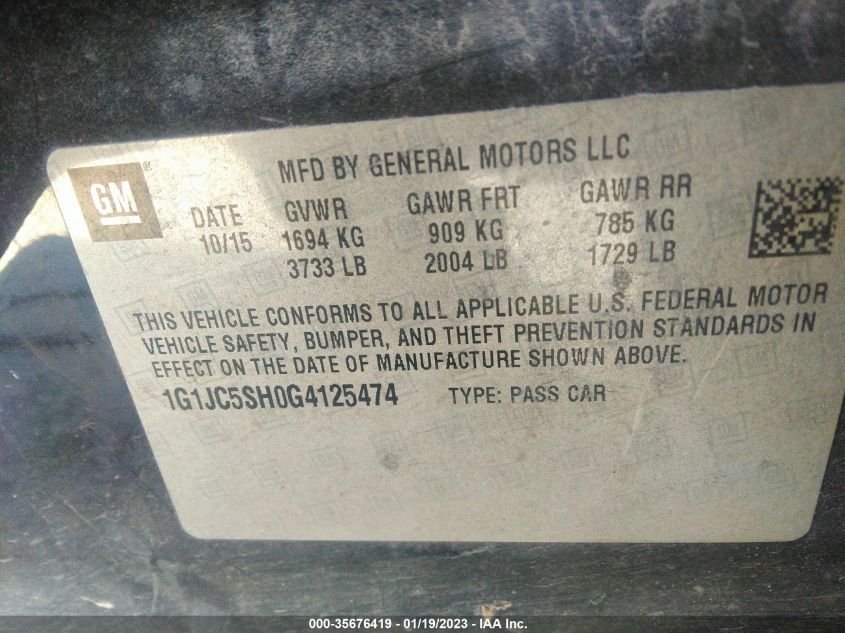 MFD BY GENERAL MOTORS LLC
GM®
DATE GVWR GAWR FRT GAWR RR
10/15 1694 KG 909 KG 785 KG
3733 LB 2004 LB 1729 LB
THIS VEHICLE CONFORMS TO ALL APPLICABLE U.S. FEDERAL MOTOR
VEHICLE SAFETY, BUMPER, AND THEFT PREVENTION STANDARDS IN
EFFECT ON THE DATE OF MANUFACTURE SHOWN ABOVE.
1G1JC5SH0G4125474 TYPE: PASS CAR
000-35676419 - 01/19/2023 - IAA Inc.